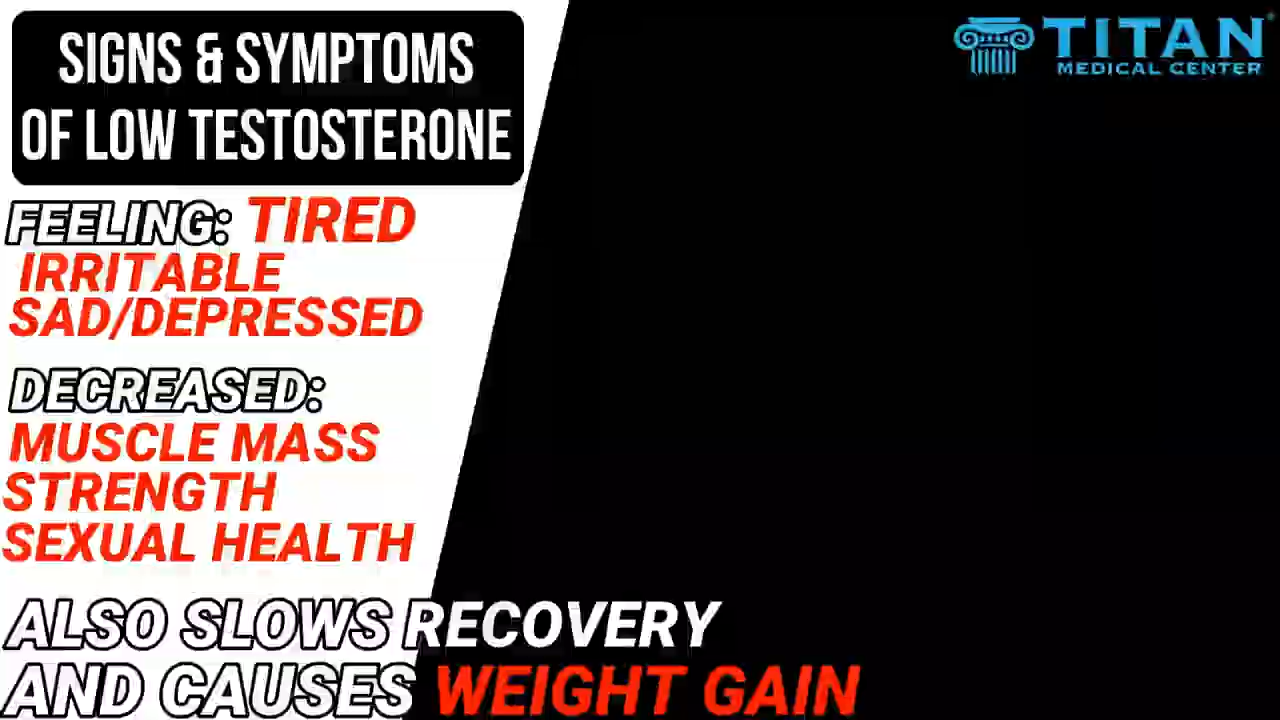 SIGNS & SYMPTOMS
OF LOW TESTOSTERONE
FEELING: TIRED
IRRITABLE
SAD/DEPRESSED
DECREASED:
MUSCLE MASS
STRENGTH
SEXUAL HEALTH
ALSO SLOWS RECOVERY
AND CAUSES WEIGHT GAIN
TITAN
MEDICAL CENTER